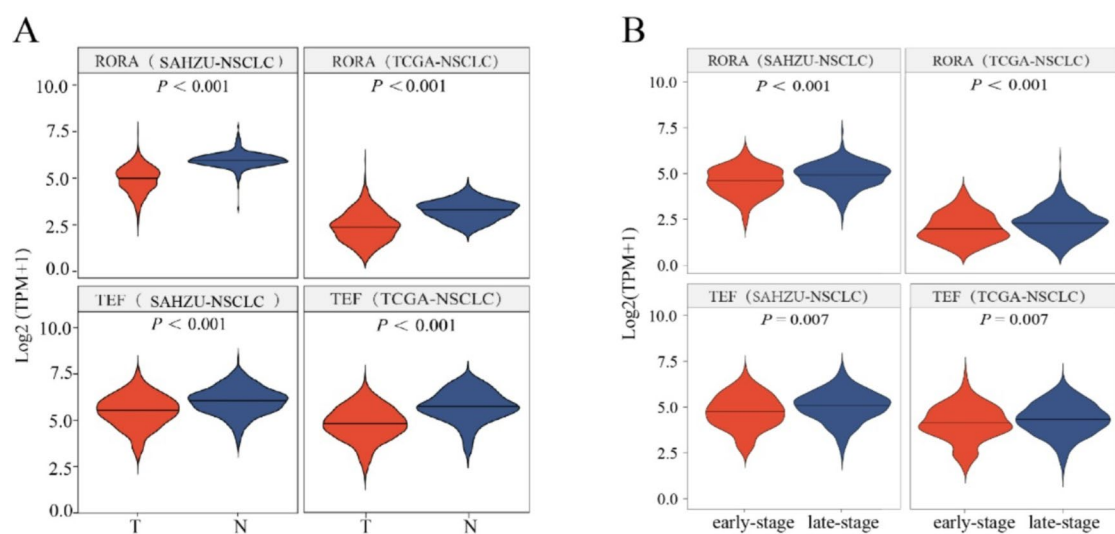 A
RORA ( SAHZU-NSCLC)
P < 0.001
RORA (TCGA-NSCLC)
P < 0.001
10.0
7.5
5.0
2.5
0.0
TEF ( SAHZU-NSCLC)
P < 0.001
TEF (TCGA-NSCLC)
P < 0.001
10.0
7.5
5.0
2.5
0.0
Log2 (TPM+1)
T
N
T
N
B
RORA (SAHZU-NSCLC)
P < 0.001
RORA (TCGA-NSCLC)
P < 0.001
10.0
7.5
5.0
2.5
0.0
TEF (SAHZU-NSCLC)
P = 0.007
TEF (TCGA-NSCLC)
P = 0.007
10.0
7.5
5.0
2.5
0.0
Log2(TPM+1)
early-stage
late-stage
early-stage
late-stage